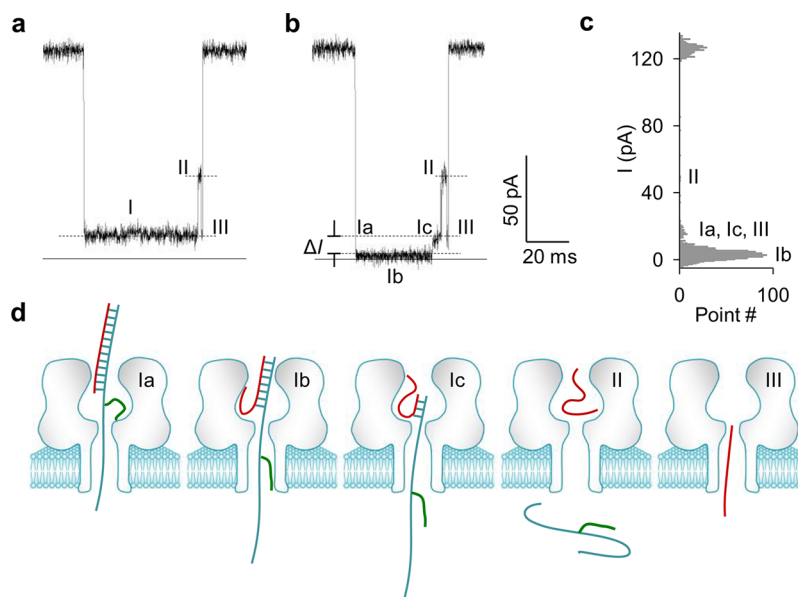 a
I
II
III
b
Ia
Ib
Ic
II
III
ΔI
50 pA
20 ms
c
I (pA)
120
80
40
0
II
Ia, Ic, III
Ib
0
100
Point #
d
Ia
Ib
Ic
II
III